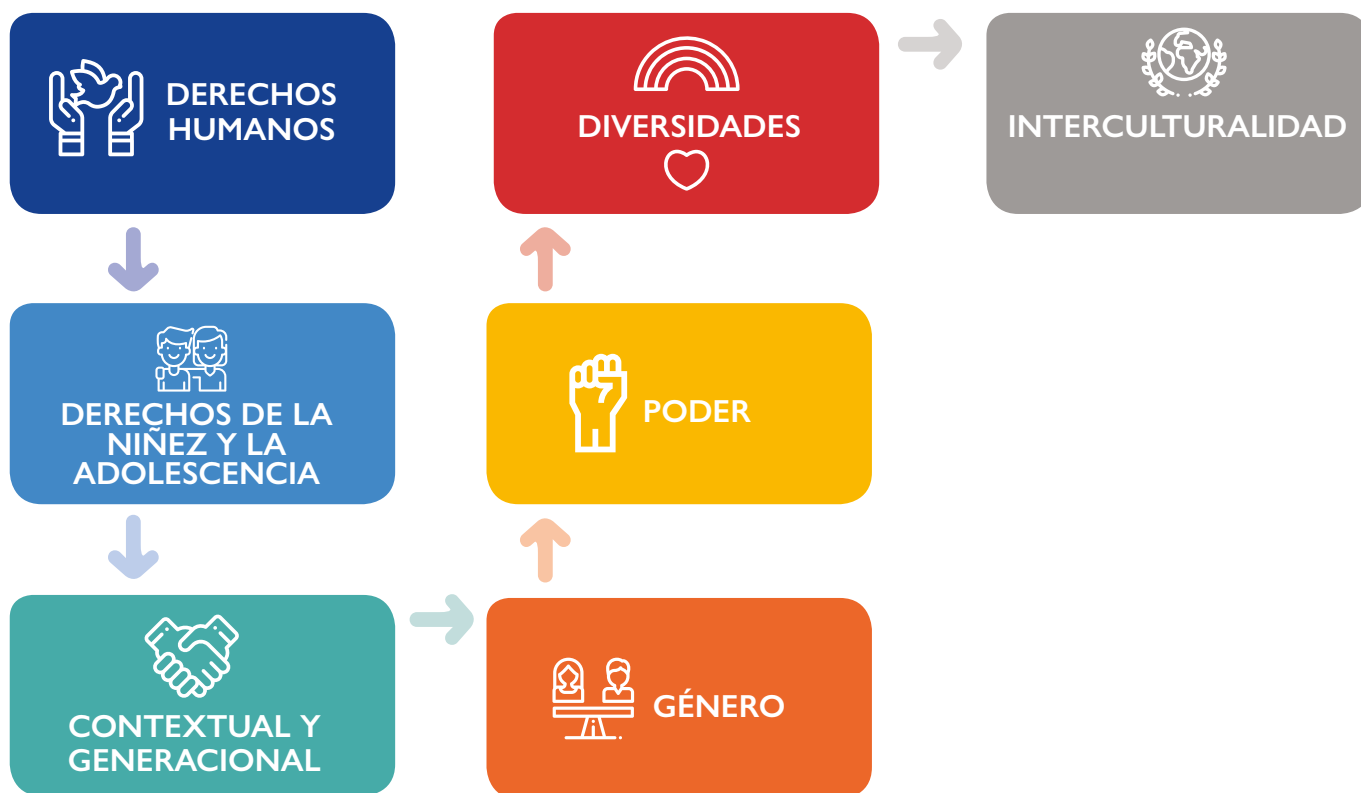 DERECHOS
HUMANOS
DERECHOS DE LA
NIÑEZ Y LA
ADOLESCENCIA
CONTEXTUAL Y
GENERACIONAL
GÉNERO
PODER
DIVERSIDADES
INTERCULTURALIDAD